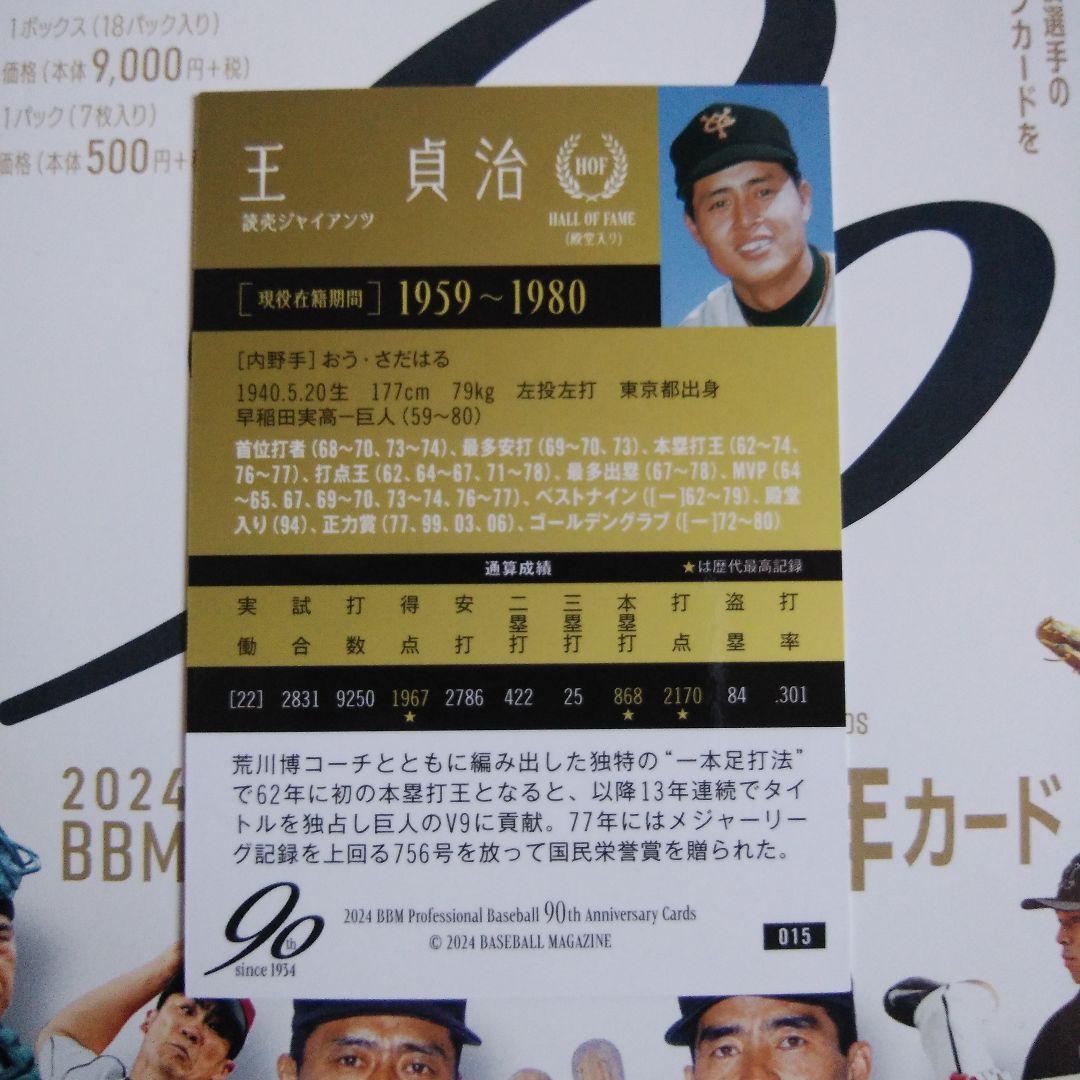 1ボックス(18パック入り)
価格(本体9,000円+税)
1パック(7枚入り)
価格(本体500円+
選手の
カードを
王 貞治
読売ジャイアンツ
HOF
HALL OF FAME
(殿堂入り)
[現役在籍期間] 1959～1980
[内野手]おう・さだはる
1940.5.20生 177cm 79kg 左投左打 東京都出身
早稲田実高ー巨人(59～80)
首位打者(68～70、73～74)、最多安打(69～70、73)、本塁打王(62～74、
76～77)、打点王(62、64～67、71～78)、最多出塁(67～78)、MVP(64
～65、67、69～70、73～74、76～77)、ベストナイン([一]62～79)、殿堂
入り(94)、正力賞(77、99、03、06)、ゴールデングラブ([一]72～80)
通算成績 ★は歴代最高記録
実働 試合 打数 得点 安打 二塁打 三塁打 本塁打 打点 盗塁 打率
[22] 2831 9250 1967 2786 422 25 868 2170 84 .301
★ ★ ★
荒川博コーチとともに編み出した独特の“一本足打法”
で62年に初の本塁打王となると、以降13年連続でタイ
トルを独占し巨人のV9に貢献。77年にはメジャーリー
グ記録を上回る756号を放って国民栄誉賞を贈られた。
90th
since 1934
2024 BBM Professional Baseball 90th Anniversary Cards
© 2024 BASEBALL MAGAZINE
015
2024
BBM
DS
年カード